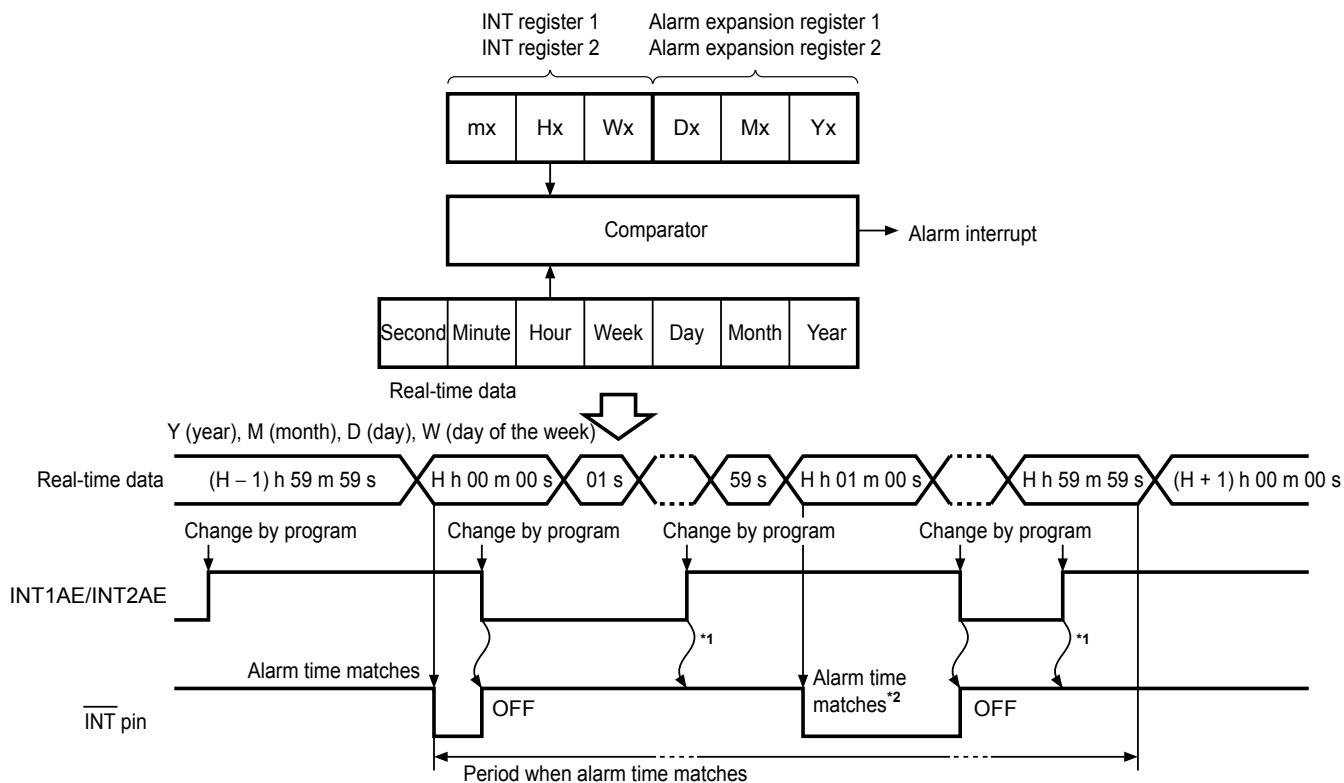 INT register 1
INT register 2
Alarm expansion register 1
Alarm expansion register 2
mx Hx Wx Dx Mx Yx
Comparator
Alarm interrupt
Second Minute Hour Week Day Month Year
Real-time data
Y (year), M (month), D (day), W (day of the week)
Real-time data
(H − 1) h 59 m 59 s
H h 00 m 00 s
01 s
59 s
H h 01 m 00 s
H h 59 m 59 s
(H + 1) h 00 m 00 s
Change by program
Change by program
Change by program
Change by program
INT1AE/INT2AE
*1
*1
Alarm time matches
Alarm time
matches*2
OFF
OFF
INT pin
Period when alarm time matches